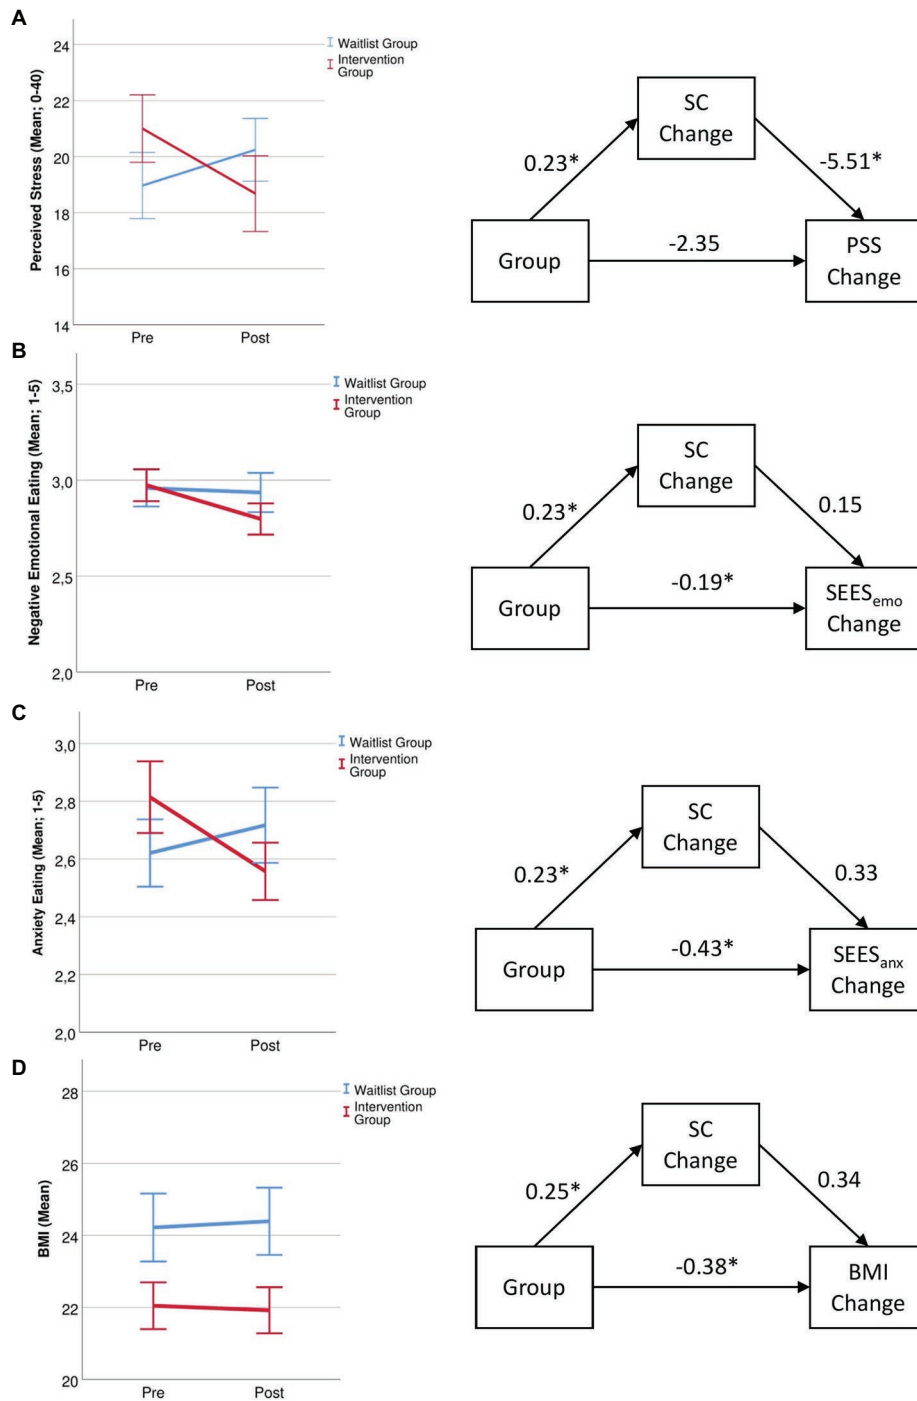 A
Perceived Stress (Mean; 0-40)
24
22
20
18
16
14
Pre
Post
Waitlist Group
Intervention
Group
SC
Change
0.23*
-5.51*
Group
-2.35
PSS
Change
B
Negative Emotional Eating (Mean; 1-5)
3,5
3,0
2,5
2,0
Pre
Post
Waitlist Group
Intervention
Group
SC
Change
0.23*
0.15
Group
-0.19*
SEESemo
Change
C
Anxiety Eating (Mean; 1-5)
3,0
2,8
2,6
2,4
2,2
2,0
Pre
Post
Waitlist Group
Intervention
Group
SC
Change
0.23*
0.33
Group
-0.43*
SEESanx
Change
D
BMI (Mean)
28
26
24
22
20
Pre
Post
Waitlist Group
Intervention
Group
SC
Change
0.25*
0.34
Group
-0.38*
BMI
Change